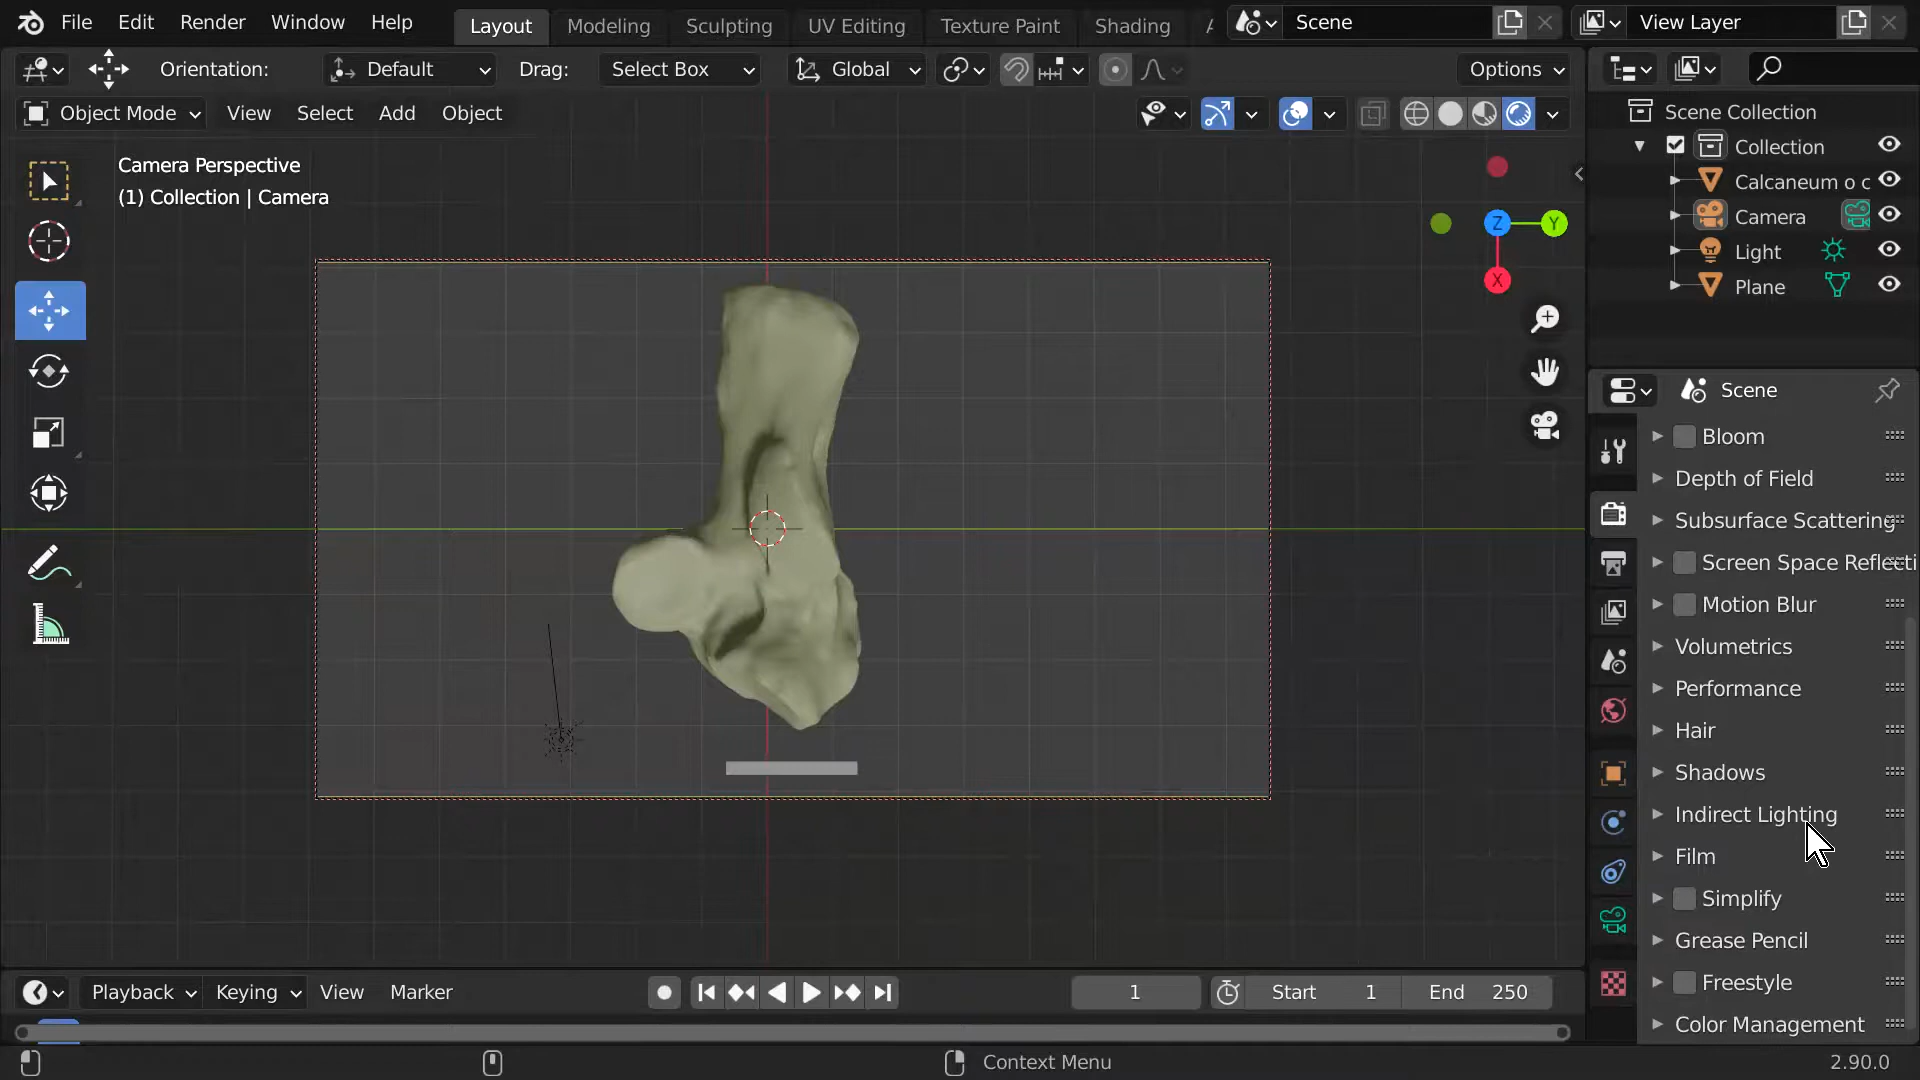 File Edit Render Window Help Layout Modeling Sculpting UV Editing Texture Paint Shading Scene View Layer
Orientation: Default Drag: Select Box Global Options
Object Mode View Select Add Object
Camera Perspective
(1) Collection | Camera
X
Y
Z
Scene Collection
Collection
Calcaneum o c
Camera
Light
Plane
Scene
Bloom
Depth of Field
Subsurface Scattering
Screen Space Reflecti
Motion Blur
Volumetrics
Performance
Hair
Shadows
Indirect Lighting
Film
Simplify
Grease Pencil
Freestyle
Color Management
Playback Keying View Marker 1 Start 1 End 250
Context Menu 2.90.0